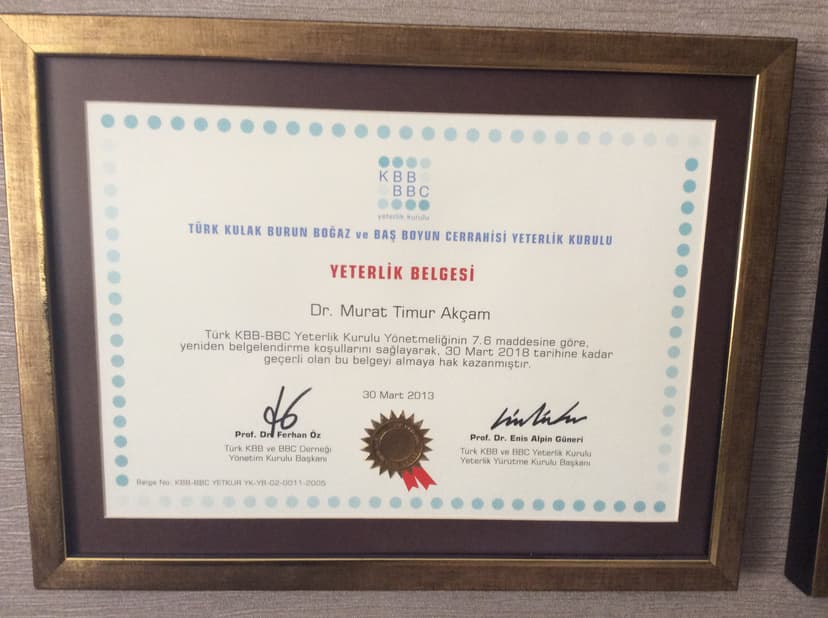 KBB
BBC
yeterlik kurulu
TÜRK KULAK BURUN BOĞAZ ve BAŞ BOYUN CERRAHİSİ YETERLİK KURULU
YETERLİK BELGESİ
Dr. Murat Timur Akçam
Türk KBB-BBC Yeterlik Kurulu Yönetmeliğinin 7.6 maddesine göre,
yeniden belgelendirme koşullarını sağlayarak, 30 Mart 2018 tarihine kadar
geçerli olan bu belgeyi almaya hak kazanmıştır.
30 Mart 2013
Prof. Dr. Ferhan Öz
Türk KBB ve BBC Derneği
Yönetim Kurulu Başkanı
Prof. Dr. Enis Alpin Güneri
Türk KBB ve BBC Yeterlik Kurulu
Yeterlik Yürütme Kurulu Başkanı
Belge No: KBB-BBC YETKUR YK-YB-02-0011-2005